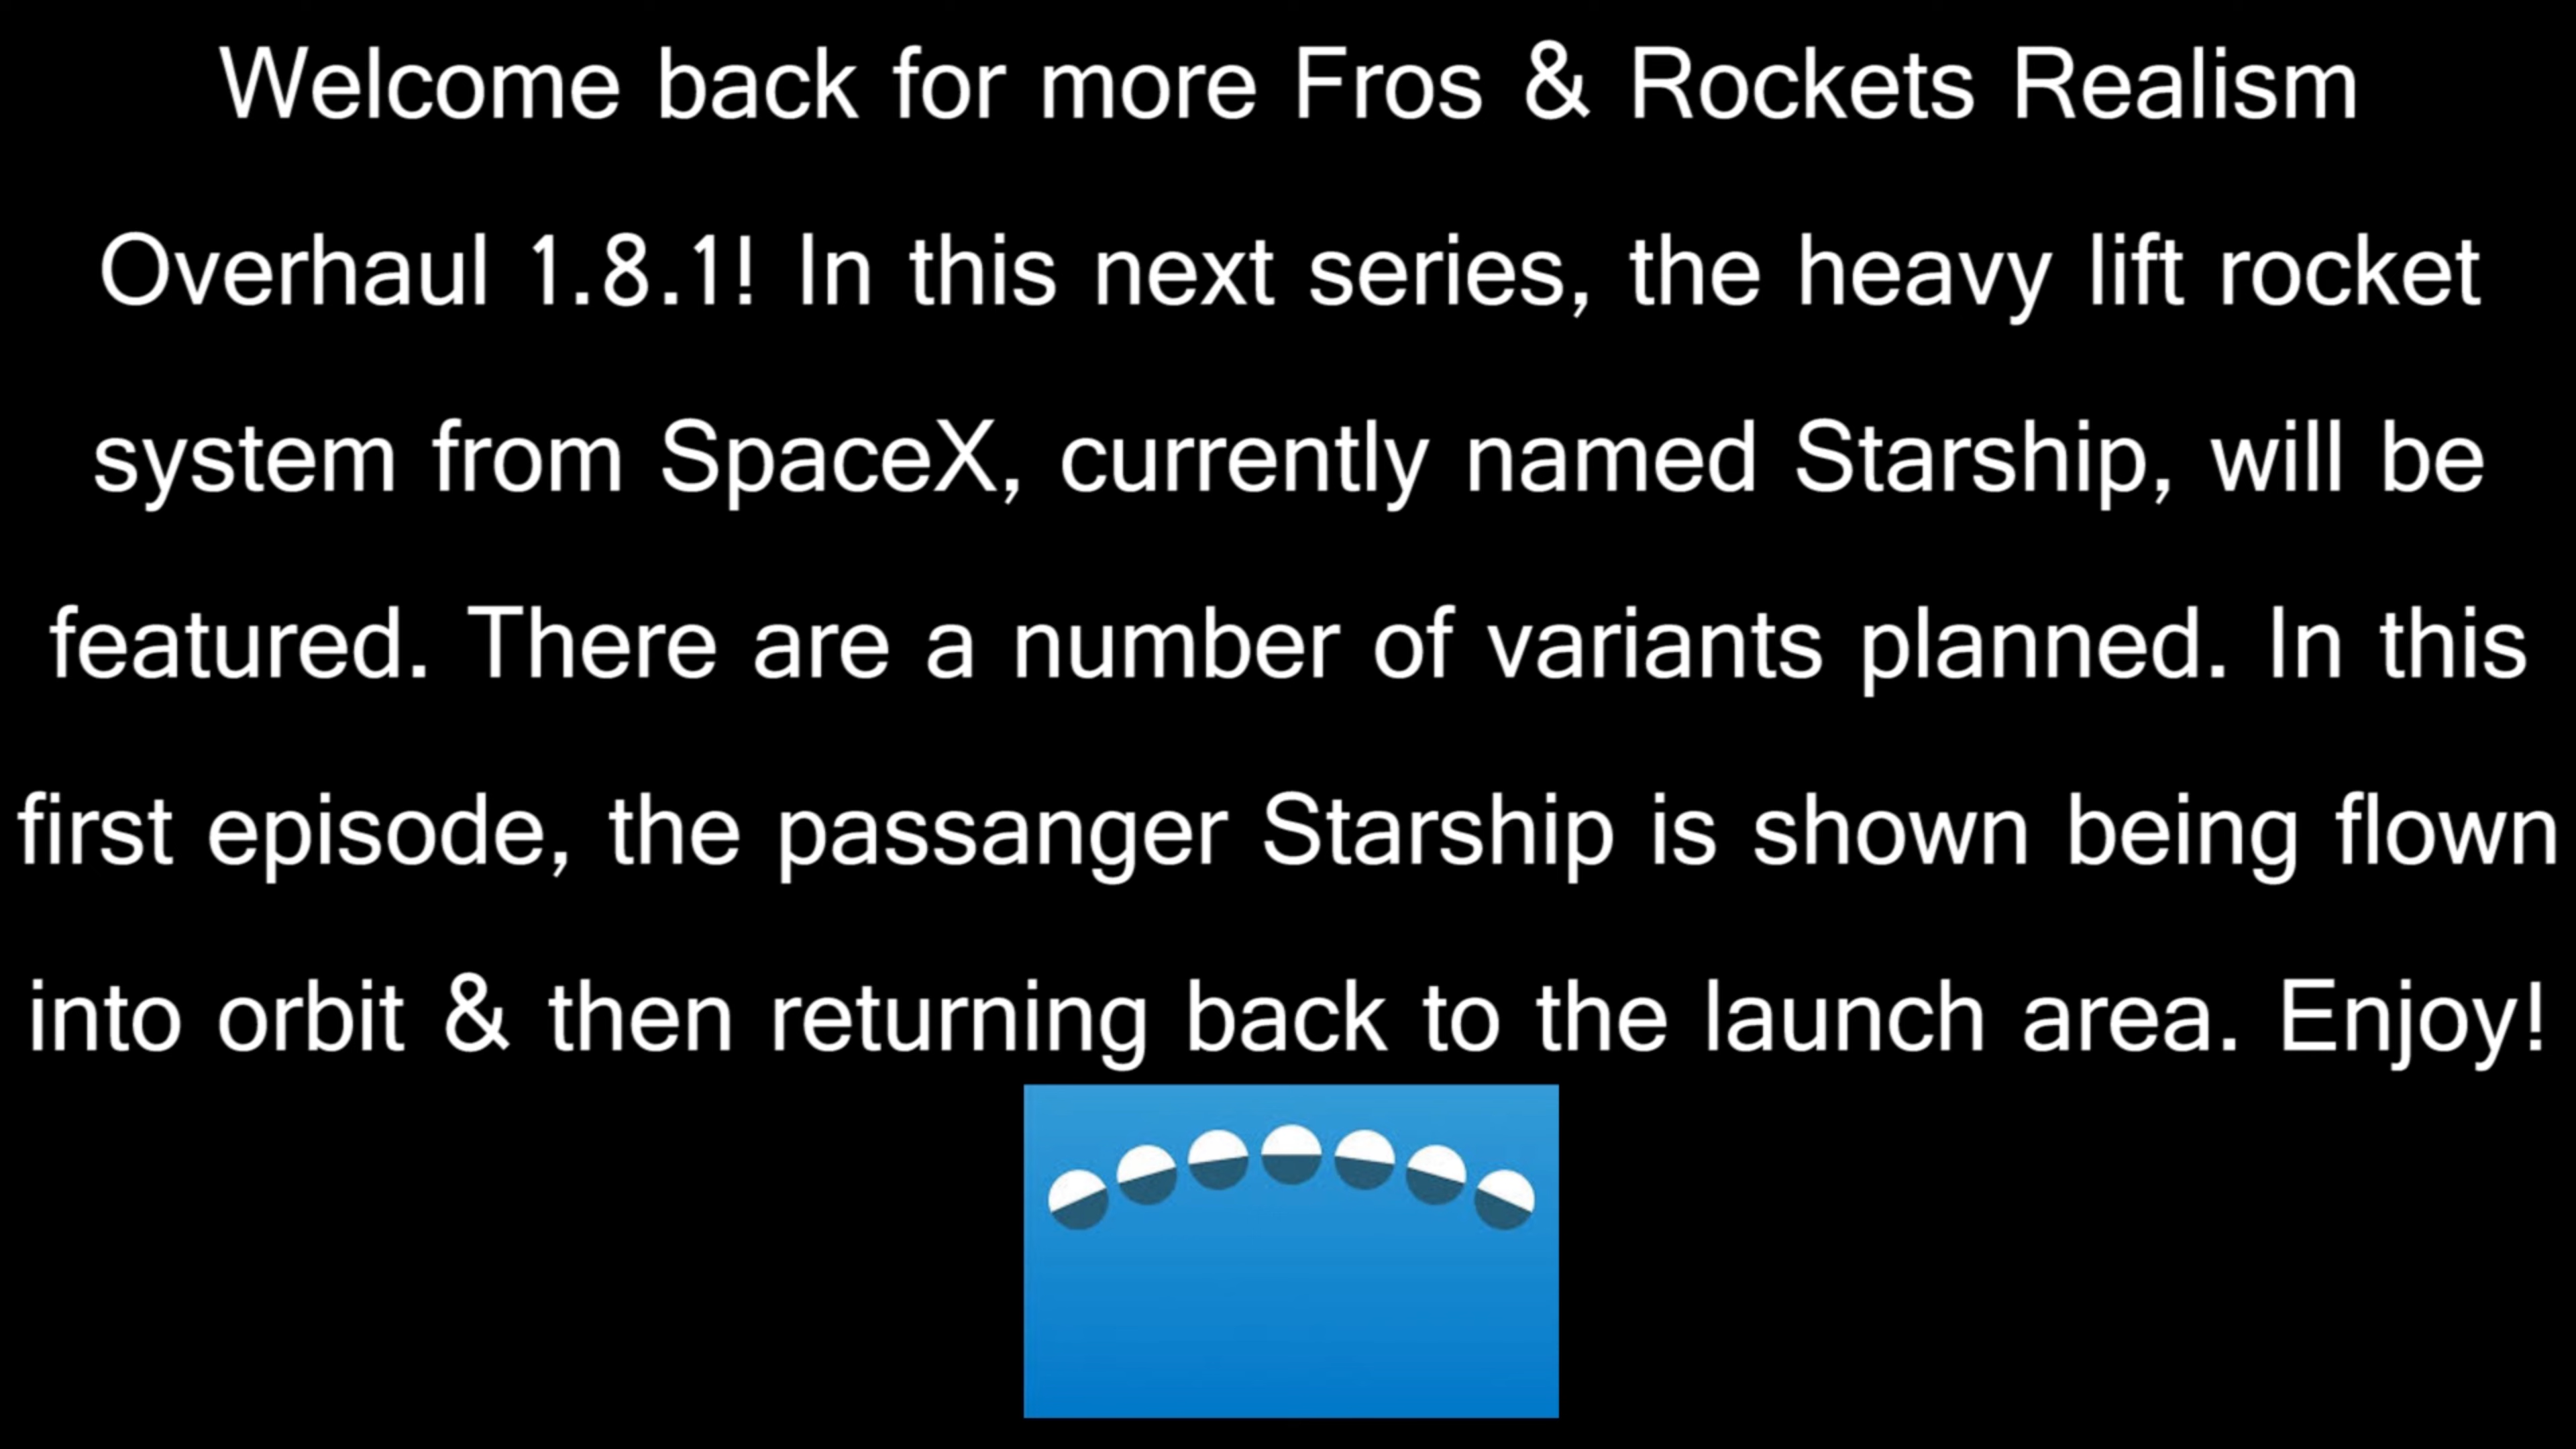 Welcome back for more Fros & Rockets Realism
Overhaul 1.8.1! In this next series, the heavy lift rocket
system from SpaceX, currently named Starship, will be
featured. There are a number of variants planned. In this
first episode, the passanger Starship is shown being flown
into orbit & then returning back to the launch area. Enjoy!